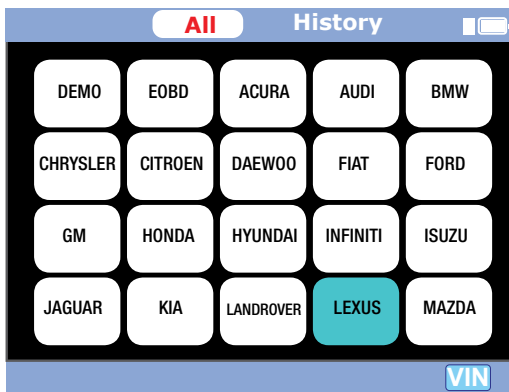 All History
DEMO EOBD ACURA AUDI BMW
CHRYSLER CITROEN DAEWOO FIAT FORD
GM HONDA HYUNDAI INFINITI ISUZU
JAGUAR KIA LANDROVER LEXUS MAZDA
VIN